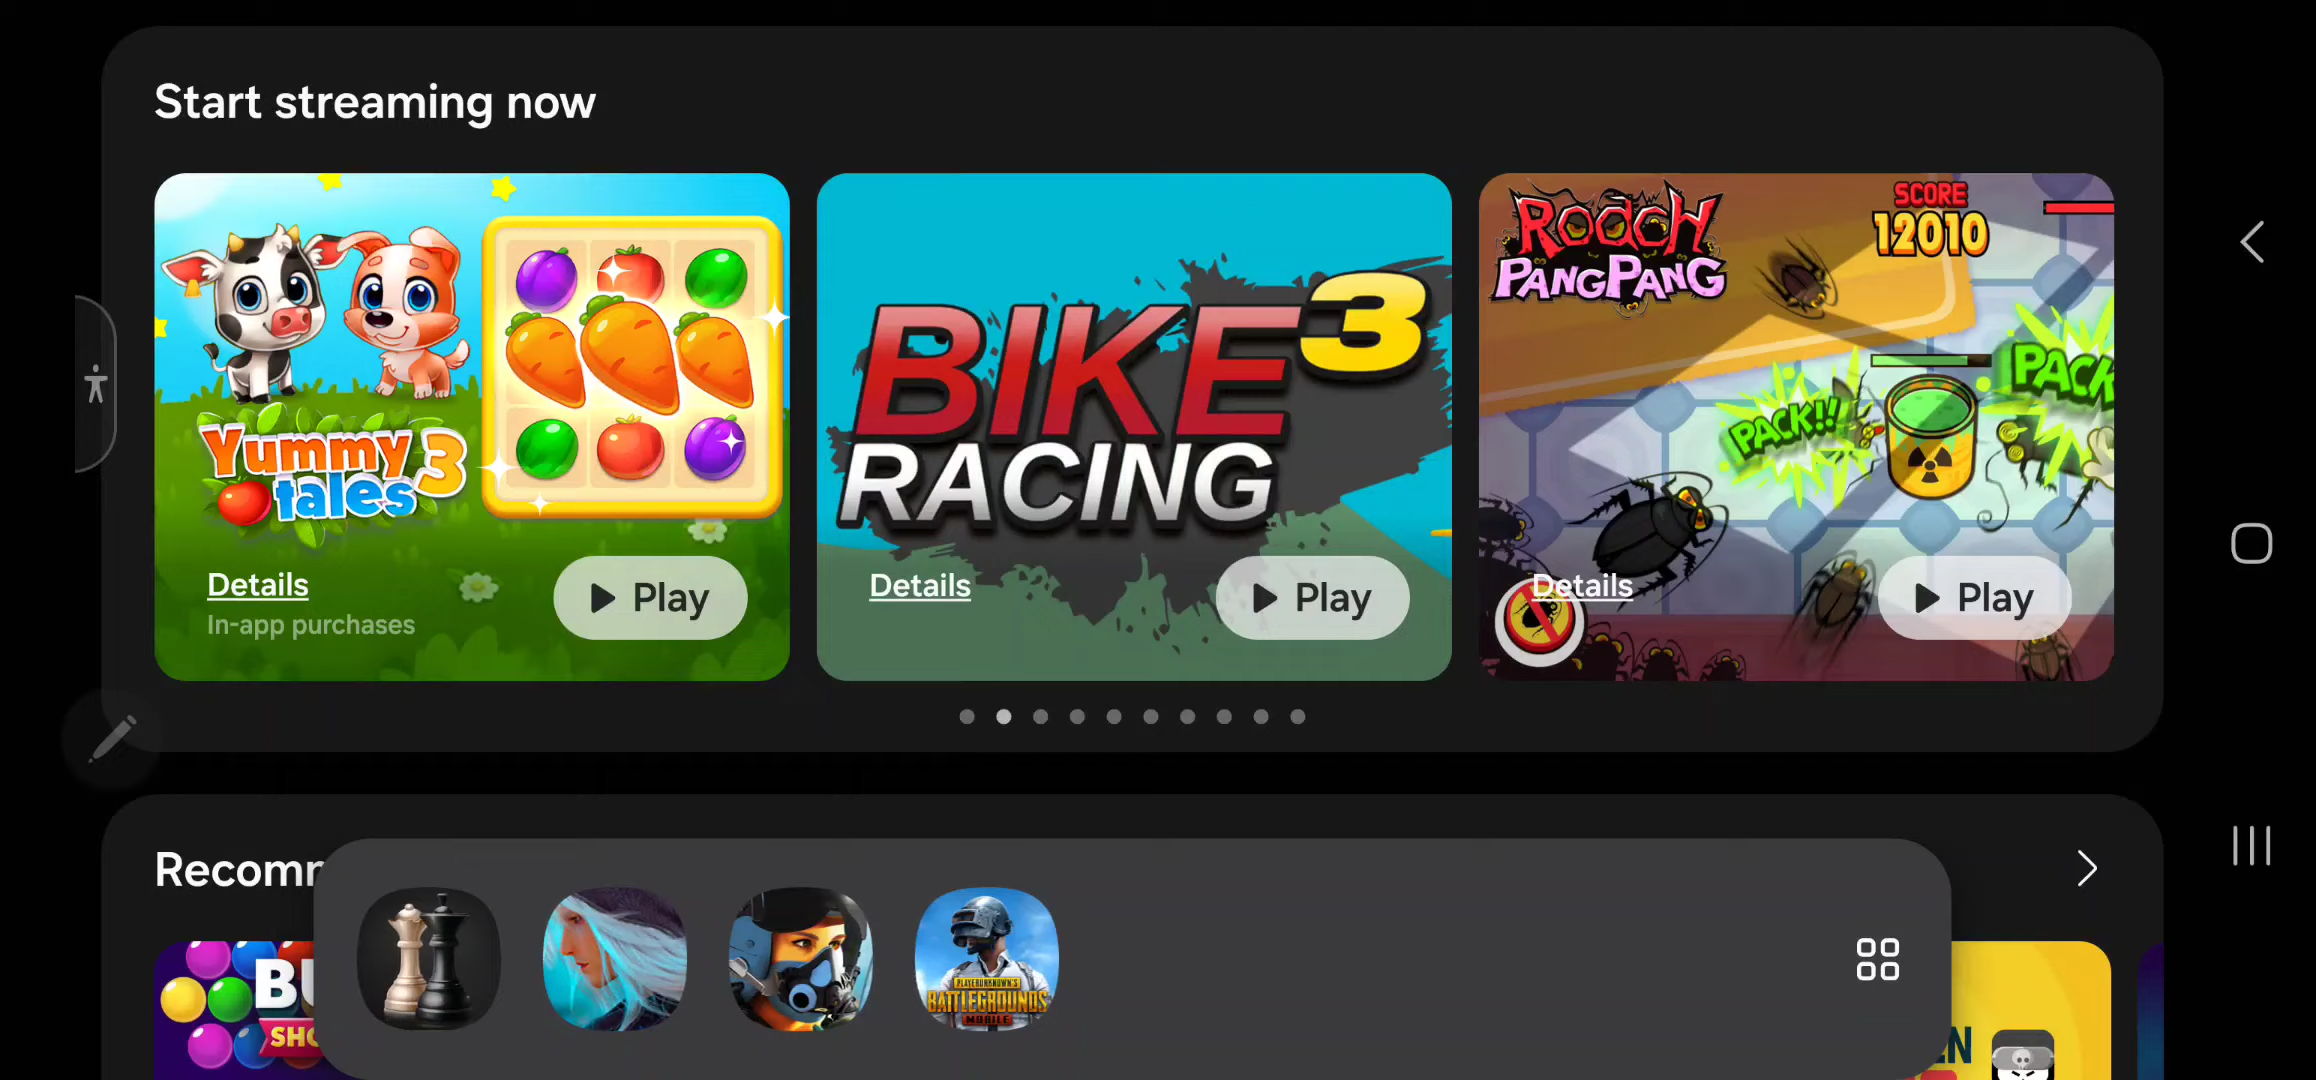 Start streaming now
Yummy
tales 3
Details
In-app purchases
Play
BIKE 3
RACING
Details
Play
ROACH
PANGPANG
SCORE
12010
PACK!!
PACK
Details
Play
Recomm
BU
SHO
PLAYERUNKNOWN'S
BATTLEGROUNDS
MOBILE
EN